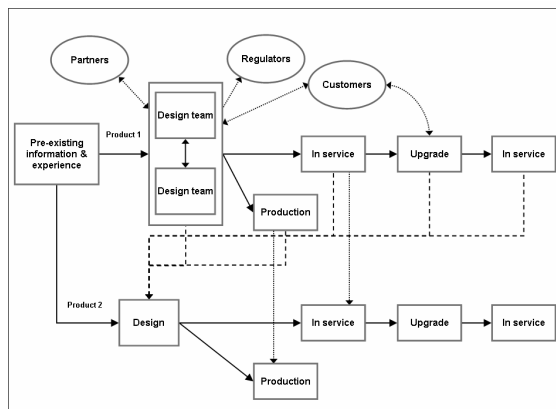 Partners
Regulators
Customers
Design team
Product 1
Pre-existing
information &
experience
In service
Upgrade
In service
Design team
Production
Product 2
Design
In service
Upgrade
In service
Production